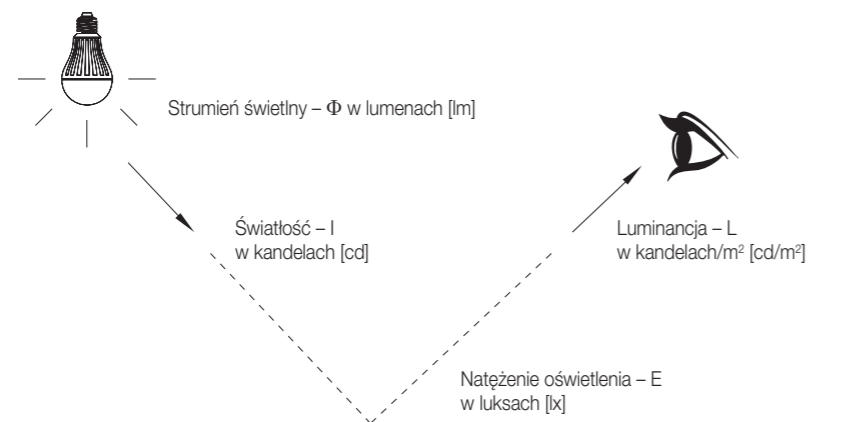 Strumień świetlny – Φ w lumenach [lm]
Światłość – I
w kandelach [cd]
Luminancja – L
w kandelach/m² [cd/m²]
Natężenie oświetlenia – E
w luksach [lx]